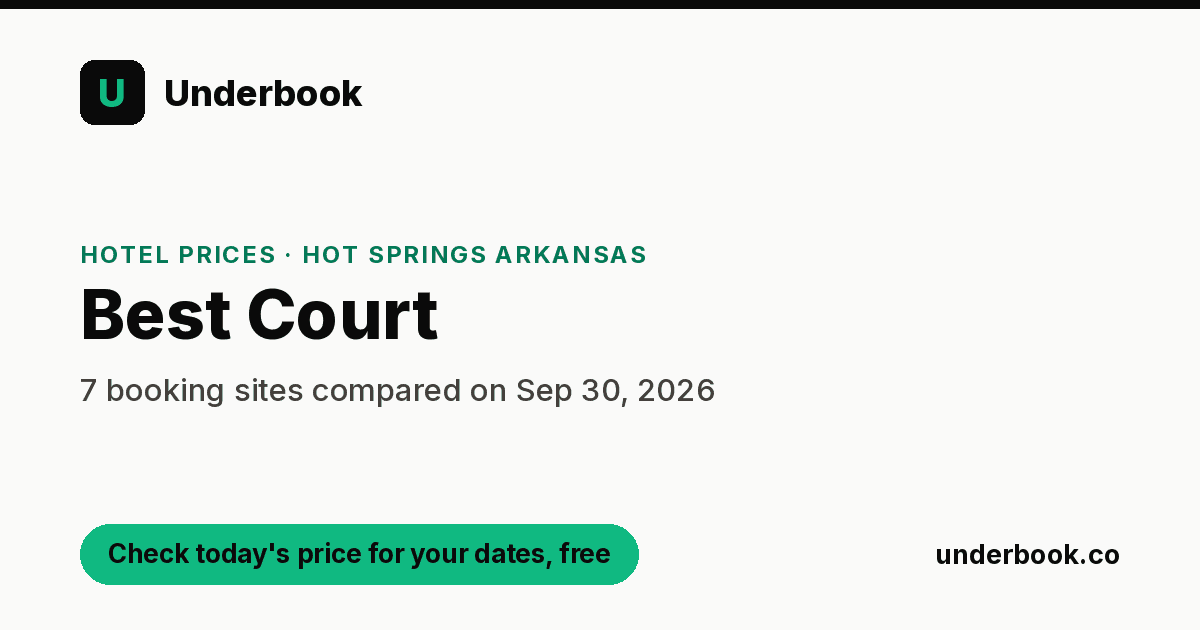 U Underbook
HOTEL PRICES · HOT SPRINGS ARKANSAS
Best Court
7 booking sites compared on Sep 30, 2026
Check today's price for your dates, free
underbook.co